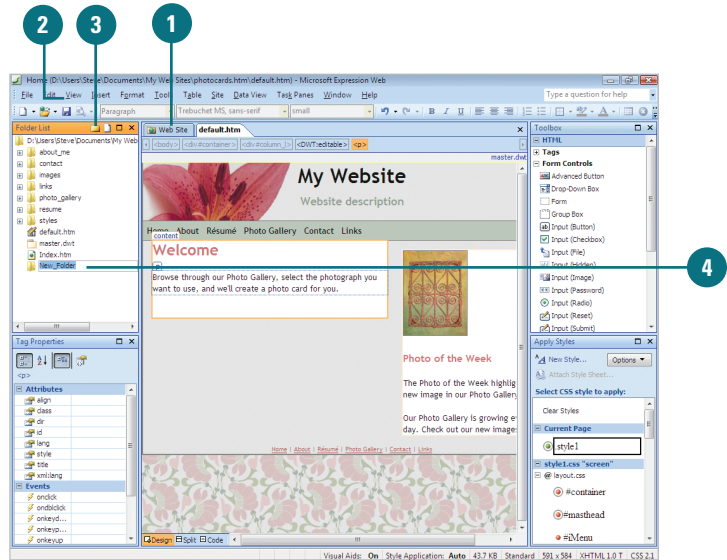 2
3
1
Home (D:\Users\Steve\Documents\My Web Sites\photocards.htm\default.htm) - Microsoft Expression Web
File Edit View Insert Format Tools Table Site Data View Task Panes Window Help
Type a question for help
Paragraph
Trebuchet MS, sans-serif
small
B I U
Folder List
D:\Users\Steve\Documents\My Web
about_me
contact
images
links
photo_gallery
resume
styles
default.htm
master.dwt
Index.htm
New_Folder
4
Web Site
default.htm
<body> <div#container> <div#column_l> <DWT:editable> <p>
master.dwt
My Website
Website description
Home About Résumé Photo Gallery Contact Links
content
Welcome
p
Browse through our Photo Gallery, select the photograph you
want to use, and we'll create a photo card for you.
Photo of the Week
The Photo of the Week highlig
new image in our Photo Gallery
Our Photo Gallery is growing e
day. Check out our new image
Home | About | Résumé | Photo Gallery | Contact | Links
Design Split Code
Toolbox
HTML
Tags
Form Controls
Advanced Button
Drop-Down Box
Form
Group Box
Input (Button)
Input (Checkbox)
Input (File)
Input (Hidden)
Input (Image)
Input (Password)
Input (Radio)
Input (Reset)
Input (Submit)
Tag Properties
<p>
Attributes
align
class
dir
id
lang
style
title
xml:lang
Events
onclick
ondblclick
onkeyd...
onkeyp...
onkeyup
Apply Styles
New Style...
Options
Attach Style Sheet...
Select CSS style to apply:
Clear Styles
Current Page
.style1
style1.css "screen"
@ layout.css
#container
#masthead
#iMenu
Visual Aids: On Style Application: Auto 43.7 KB Standard 591 x 584 XHTML 1.0 T CSS 2.1